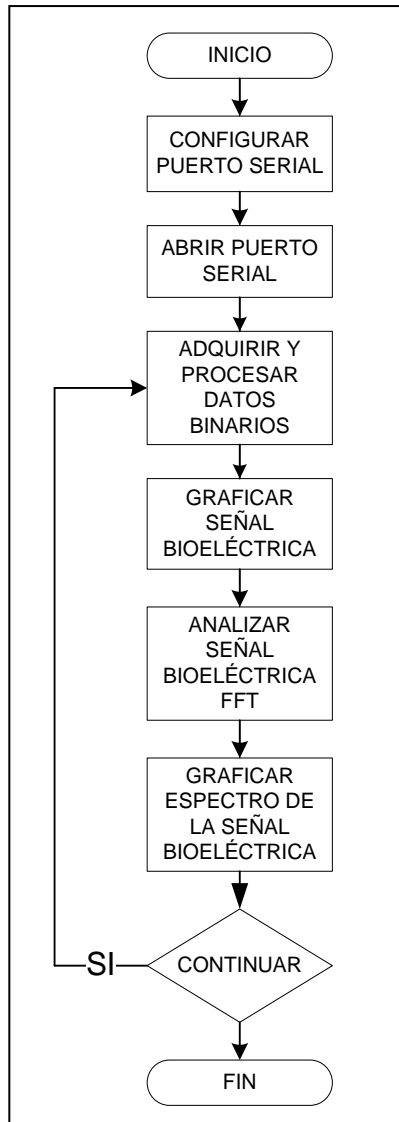 INICIO
CONFIGURAR
PUERTO SERIAL
ABRIR PUERTO
SERIAL
ADQUIRIR Y
PROCESAR
DATOS
BINARIOS
GRAFICAR
SEÑAL
BIOELÉCTRICA
ANALIZAR
SEÑAL
BIOELÉCTRICA
FFT
GRAFICAR
ESPECTRO DE
LA SEÑAL
BIOELÉCTRICA
SI
CONTINUAR
FIN